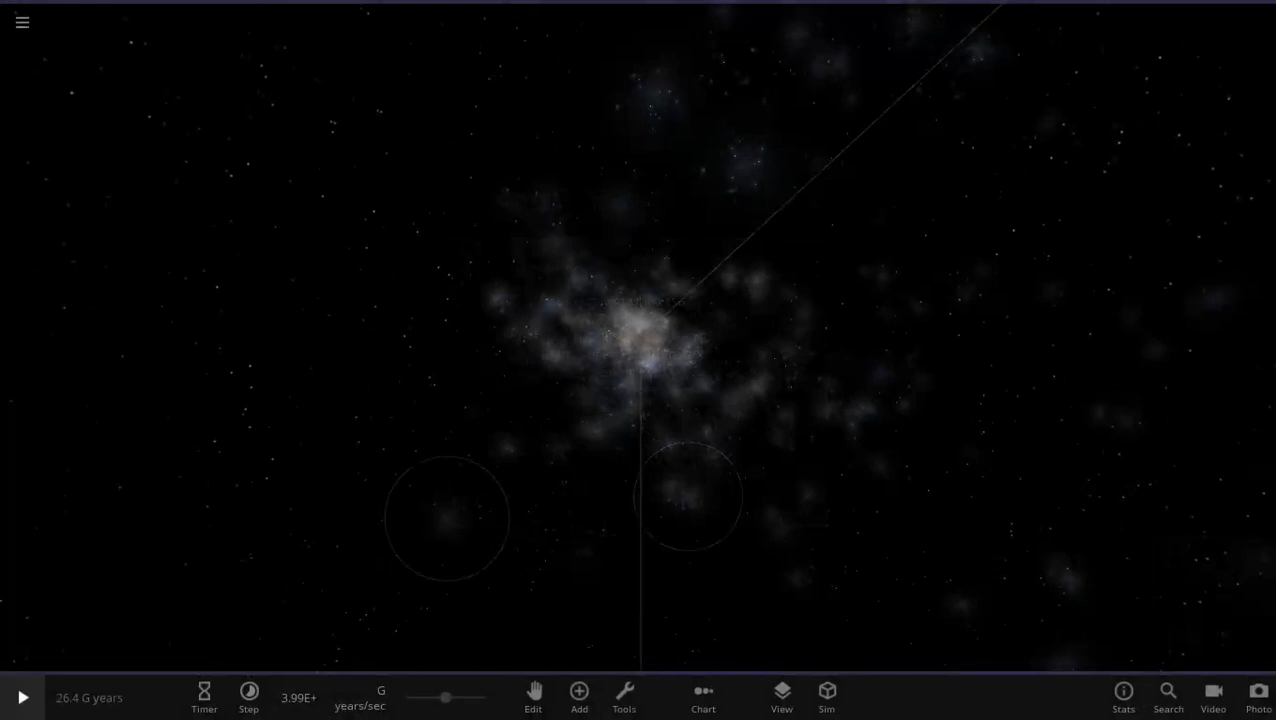 26.4 G years
Timer
Step
3.99E+
G
years/sec
Edit
Add
Tools
Chart
View
Sim
Stats
Search
Video
Photo